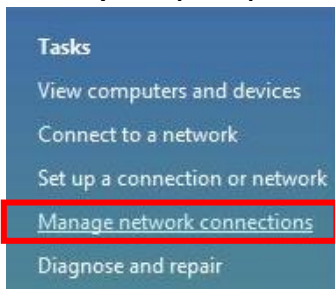 Tasks
View computers and devices
Connect to a network
Set up a connection or network
Manage network connections
Diagnose and repair